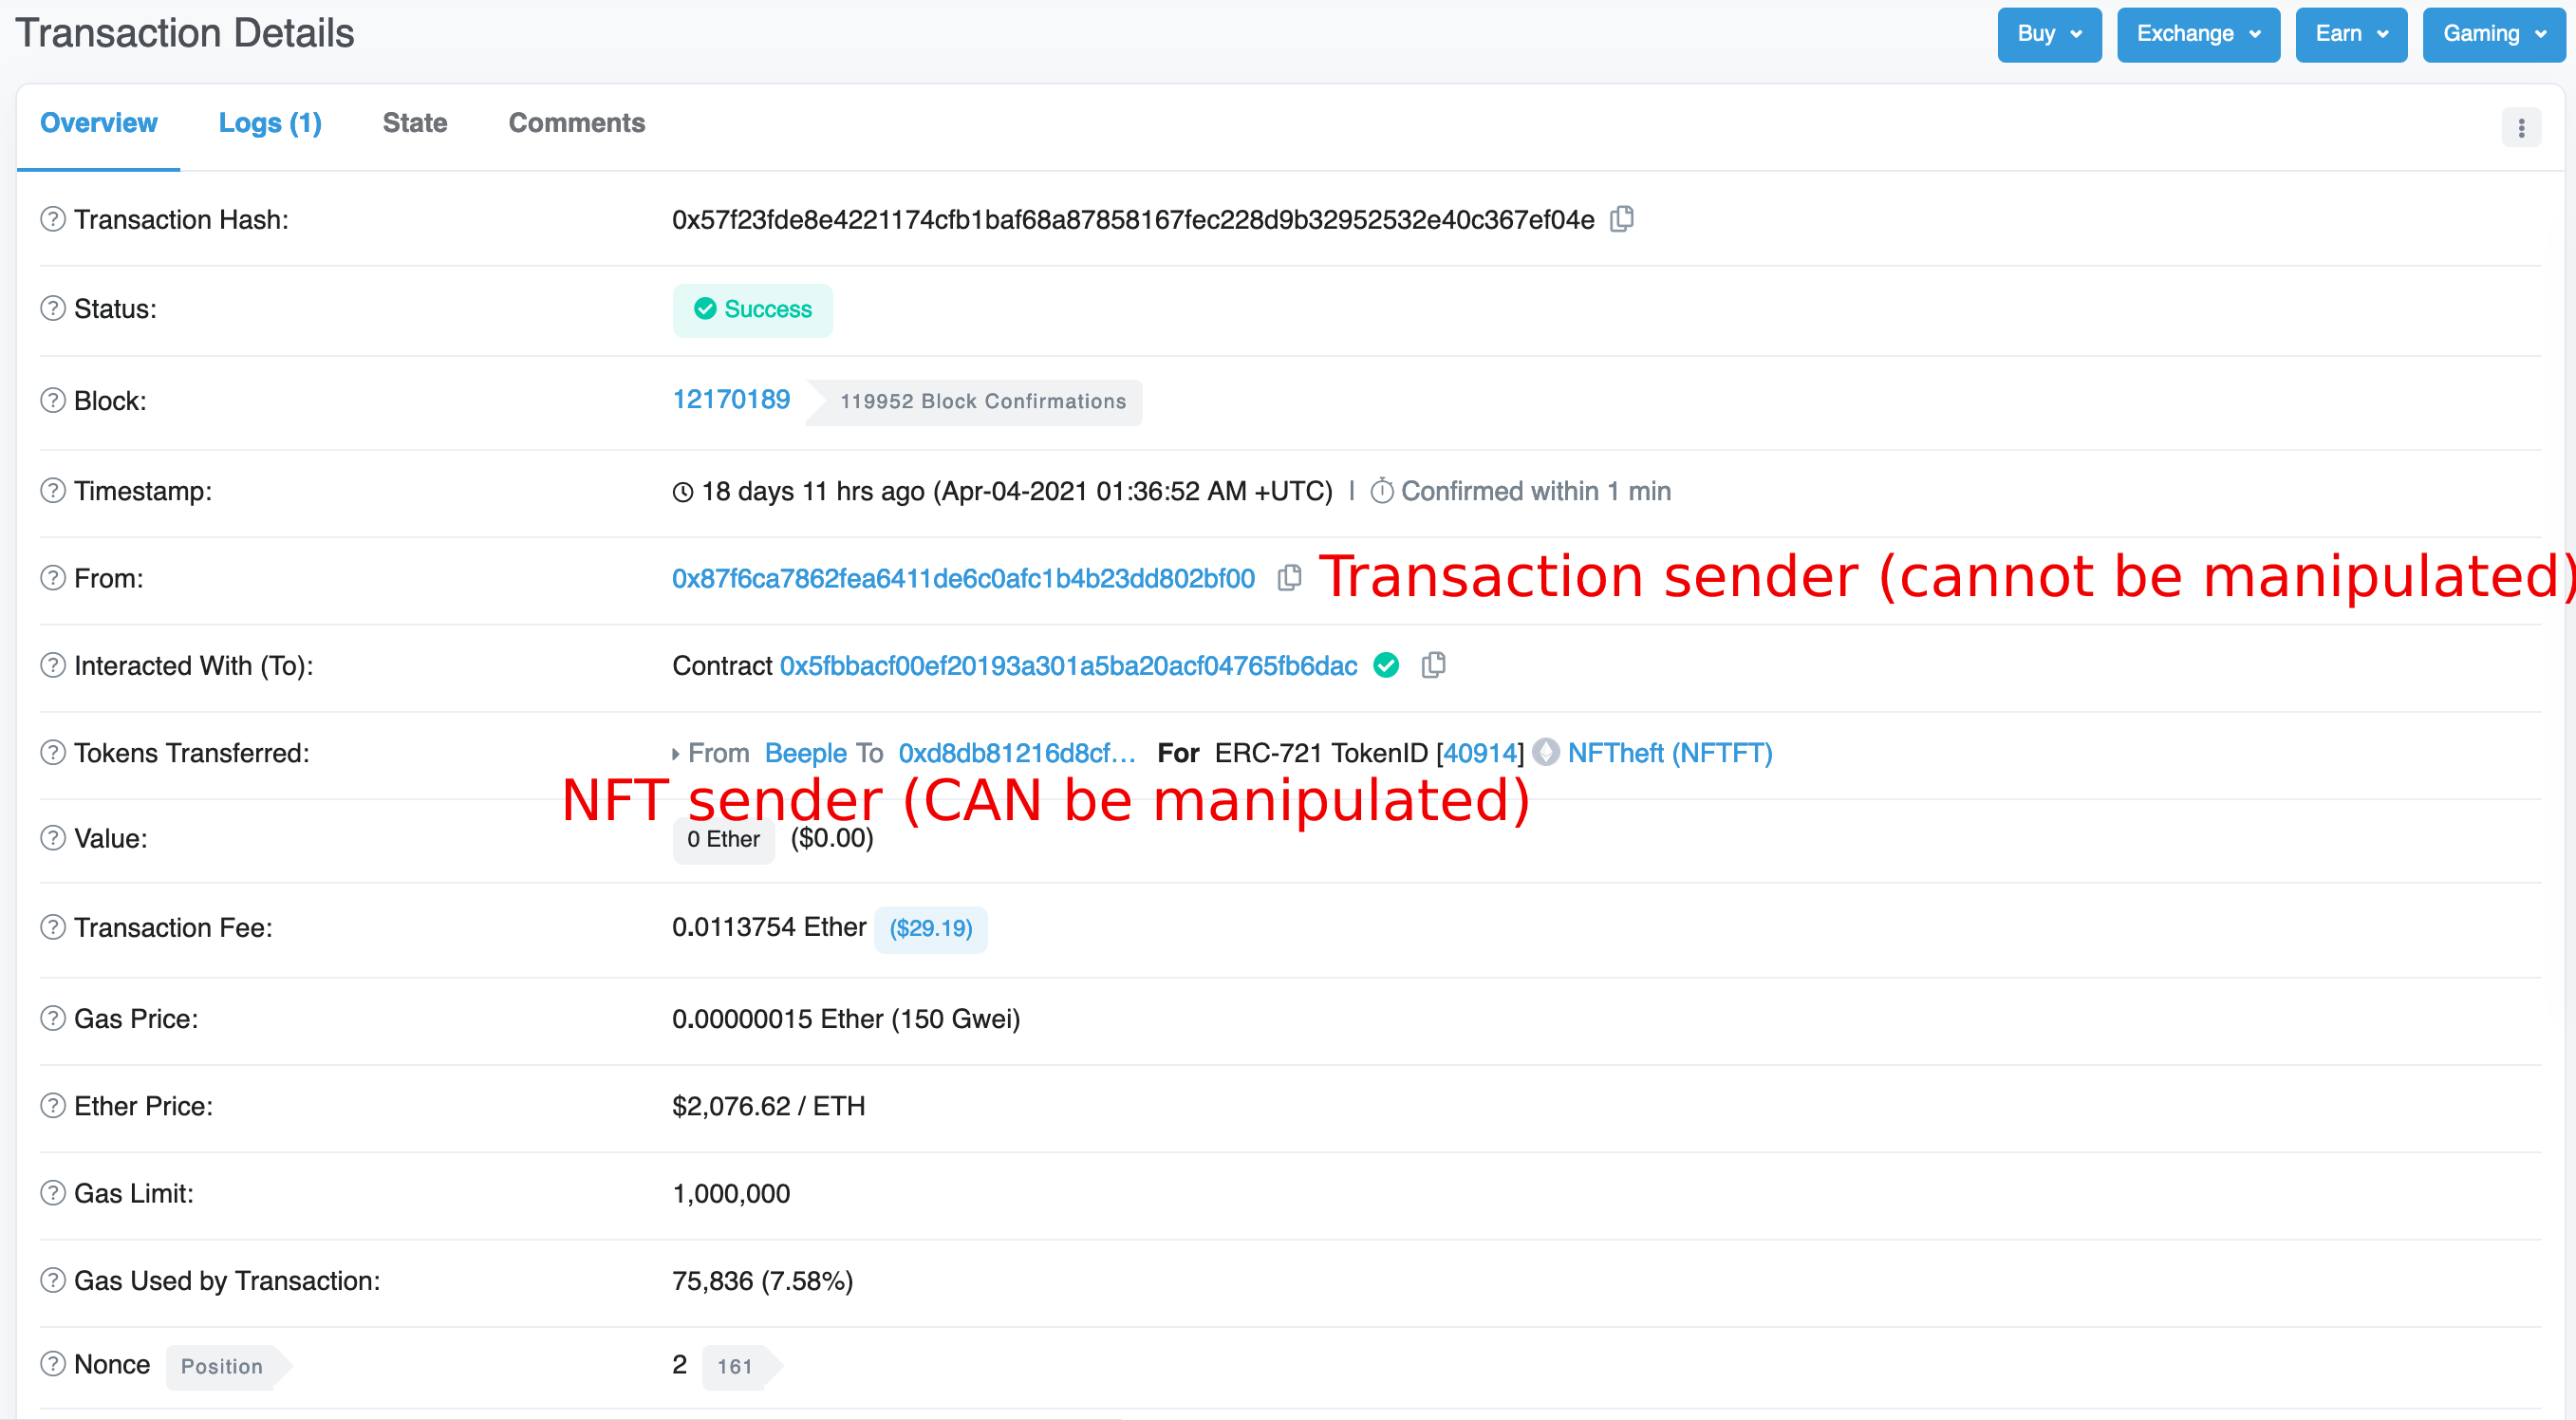 Transaction Details
Buy Exchange Earn Gaming
Overview Logs (1) State Comments
Transaction Hash: 0x57f23fde8e4221174cfb1baf68a87858167fec228d9b32952532e40c367ef04e
Status: Success
Block: 12170189 119952 Block Confirmations
Timestamp: 18 days 11 hrs ago (Apr-04-2021 01:36:52 AM +UTC) | Confirmed within 1 min
From: 0x87f6ca7862fea6411de6c0afc1b4b23dd802bf00 Transaction sender (cannot be manipulated)
Interacted With (To): Contract 0x5fbbacf00ef20193a301a5ba20acf04765fb6dac
Tokens Transferred: From Beeple To 0xd8db81216d8cf... For ERC-721 TokenID [40914] NFTheft (NFTFT)
NFT sender (CAN be manipulated)
Value: 0 Ether ($0.00)
Transaction Fee: 0.0113754 Ether ($29.19)
Gas Price: 0.00000015 Ether (150 Gwei)
Ether Price: $2,076.62 / ETH
Gas Limit: 1,000,000
Gas Used by Transaction: 75,836 (7.58%)
Nonce Position 2 161